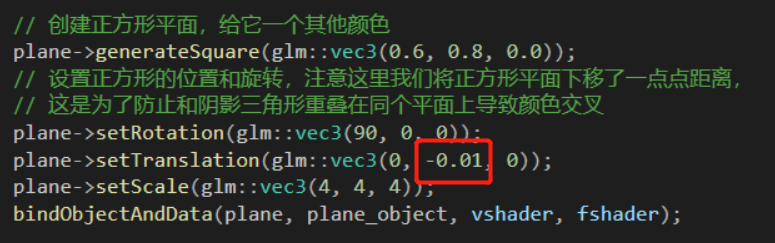 // 创建正方形平面，给它一个其他颜色
plane->generateSquare(glm::vec3(0.6, 0.8, 0.0));
// 设置正方形的位置和旋转，注意这里我们将正方形平面下移了一点点距离，
// 这是为了防止和阴影三角形重叠在同个平面上导致颜色交叉
plane->setRotation(glm::vec3(90, 0, 0));
plane->setTranslation(glm::vec3(0, -0.01, 0));
plane->setScale(glm::vec3(4, 4, 4));
bindObjectAndData(plane, plane_object, vshader, fshader);